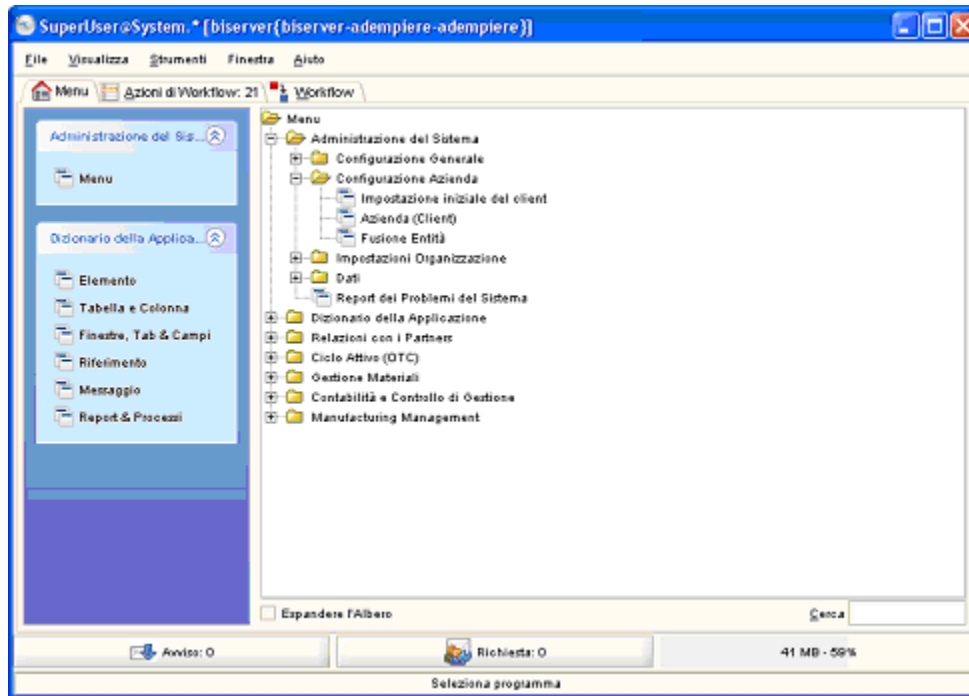 SuperUser@System.* [biserver{biserver-adempiere-adempiere}]
File Visualizza Strumenti Finestra Aiuto
Menu Azioni di Workflow: 21 Workflow
Administrazione del Sis...
Menu
Dizionario della Applica...
Elemento
Tabella e Colonna
Finestre, Tab & Campi
Riferimento
Messaggio
Report & Processi
Menu
Administrazione del Sistema
Configurazione Generale
Configurazione Azienda
Impostazione iniziale del client
Azienda (Client)
Fusione Entità
Impostazioni Organizzazione
Dati
Report dei Problemi del Sistema
Dizionario della Applicazione
Relazioni con i Partners
Ciclo Attivo (OTC)
Gestione Materiali
Contabilità e Controllo di Gestione
Manufacturing Management
Espandere l'Albero
Cerca
Avviso: 0
Richiesta: 0
41 MB - 59%
Seleziona programma